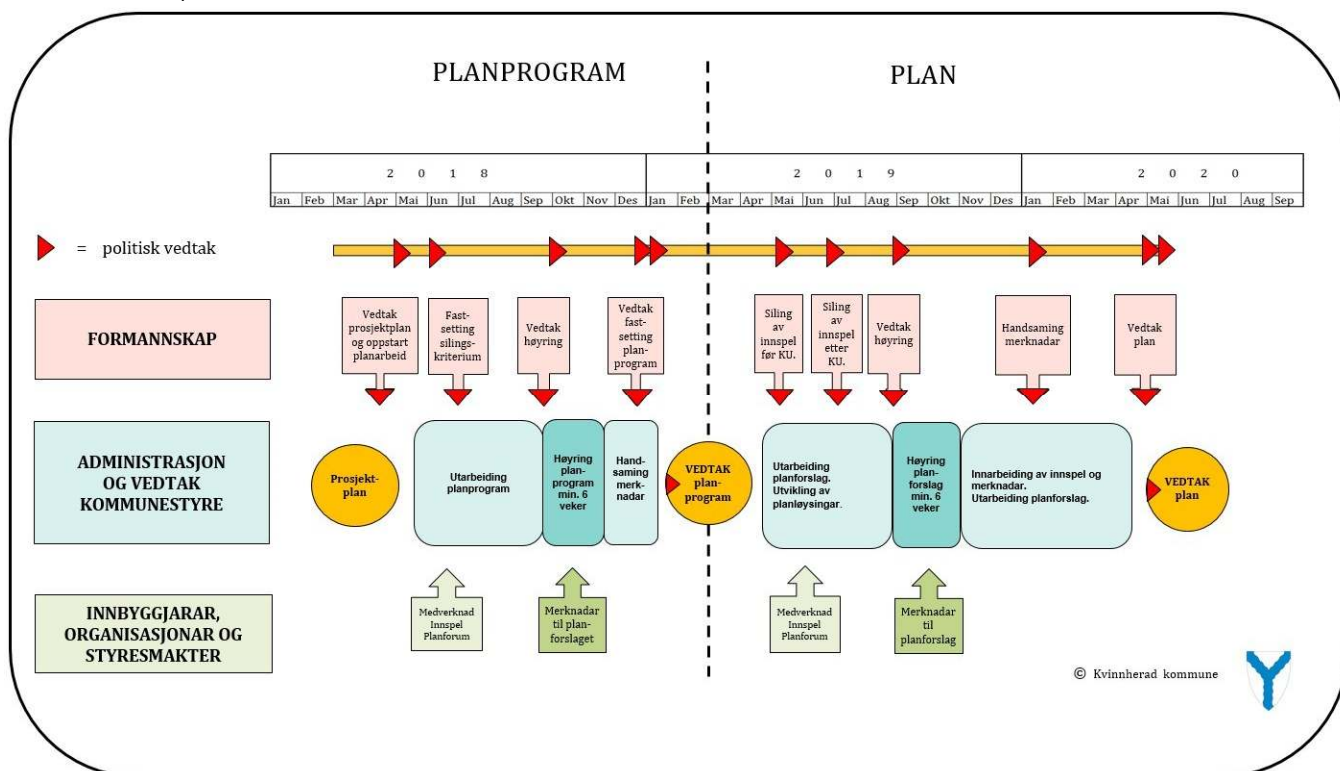 PLANPROGRAM
PLAN
2 0 1 8
2 0 1 9
2 0 2 0
Jan Feb Mar Apr Mai Jun Jul Aug Sep Okt Nov Des Jan Feb Mar Apr Mai Jun Jul Aug Sep Okt Nov Des Jan Feb Mar Apr Mai Jun Jul Aug Sep
= politisk vedtak
FORMANNSKAP
Vedtak
prosjektplan
og oppstart
planarbeid
Fast-
setting
silings-
kriterium
Vedtak
høyring
Vedtak
fast-
setting
plan-
program
Siling
av
innspel
før KU.
Siling
av
innspel
etter
KU.
Vedtak
høyring
Handsaming
merknadar
Vedtak
plan
ADMINISTRASJON
OG VEDTAK
KOMMUNESTYRE
Prosjekt-
plan
Utarbeiding
planprogram
Høyring
plan-
program
min. 6
veker
Hand-
saming
merk-
nadar
VEDTAK
plan-
program
Utarbeiding
planforslag.
Utvikling av
planløysingar.
Høyring
plan-
forslag
min. 6
veker
Innarbeiding av innspel og
merknadar.
Utarbeiding planforslag.
VEDTAK
plan
INNBYGGJARAR,
ORGANISASJONAR OG
STYRESMAKTER
Medverknad
Innspel
Planforum
Merknadar
til plan-
forslaget
Medverknad
Innspel
Planforum
Merknadar
til
planforslag
© Kvinnherad kommune